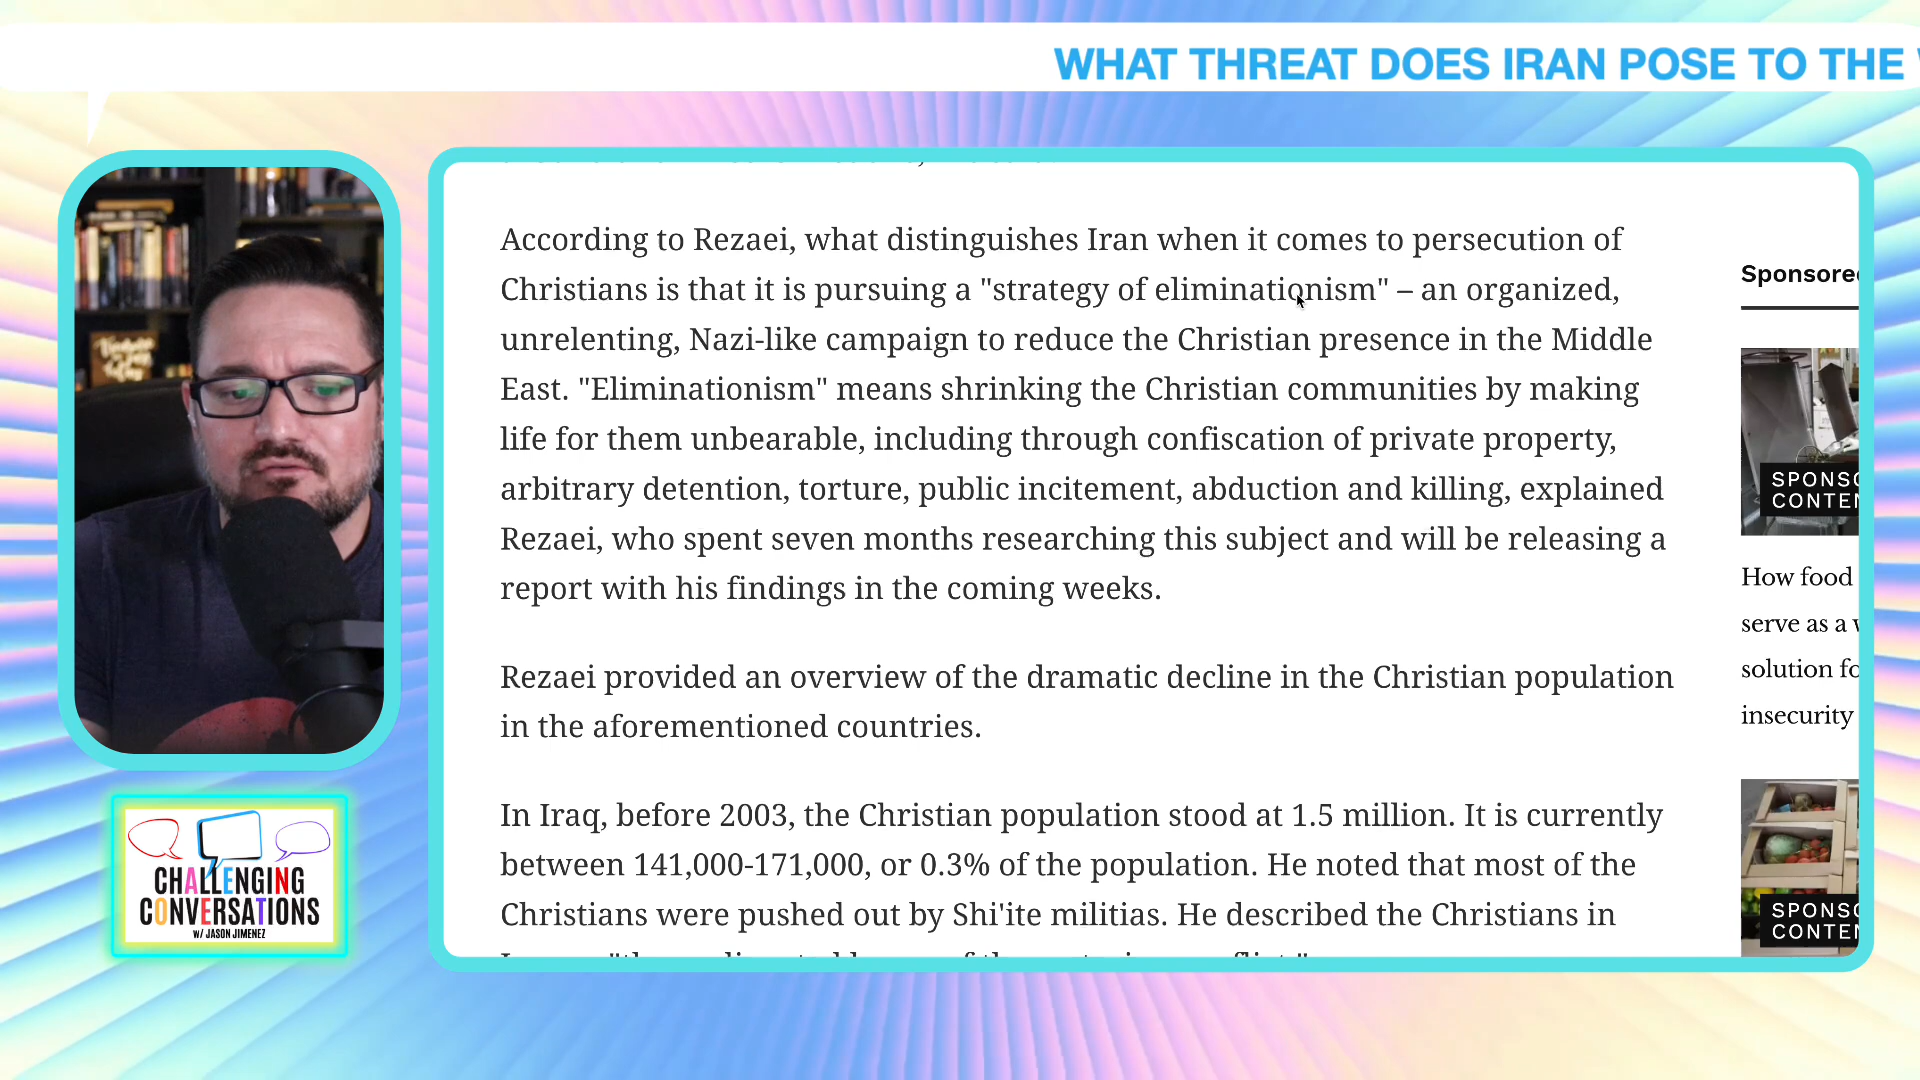 WHAT THREAT DOES IRAN POSE TO THE
According to Rezaei, what distinguishes Iran when it comes to persecution of
Christians is that it is pursuing a "strategy of eliminationism" – an organized,
unrelenting, Nazi-like campaign to reduce the Christian presence in the Middle
East. "Eliminationism" means shrinking the Christian communities by making
life for them unbearable, including through confiscation of private property,
arbitrary detention, torture, public incitement, abduction and killing, explained
Rezaei, who spent seven months researching this subject and will be releasing a
report with his findings in the coming weeks.
Rezaei provided an overview of the dramatic decline in the Christian population
in the aforementioned countries.
In Iraq, before 2003, the Christian population stood at 1.5 million. It is currently
between 141,000-171,000, or 0.3% of the population. He noted that most of the
Christians were pushed out by Shi'ite militias. He described the Christians in
Sponsore
SPONSO
CONTEN
How food
serve as a
solution fo
insecurity
SPONSO
CONTEN
CHALLENGING
CONVERSATIONS
W/ JASON JIMENEZ